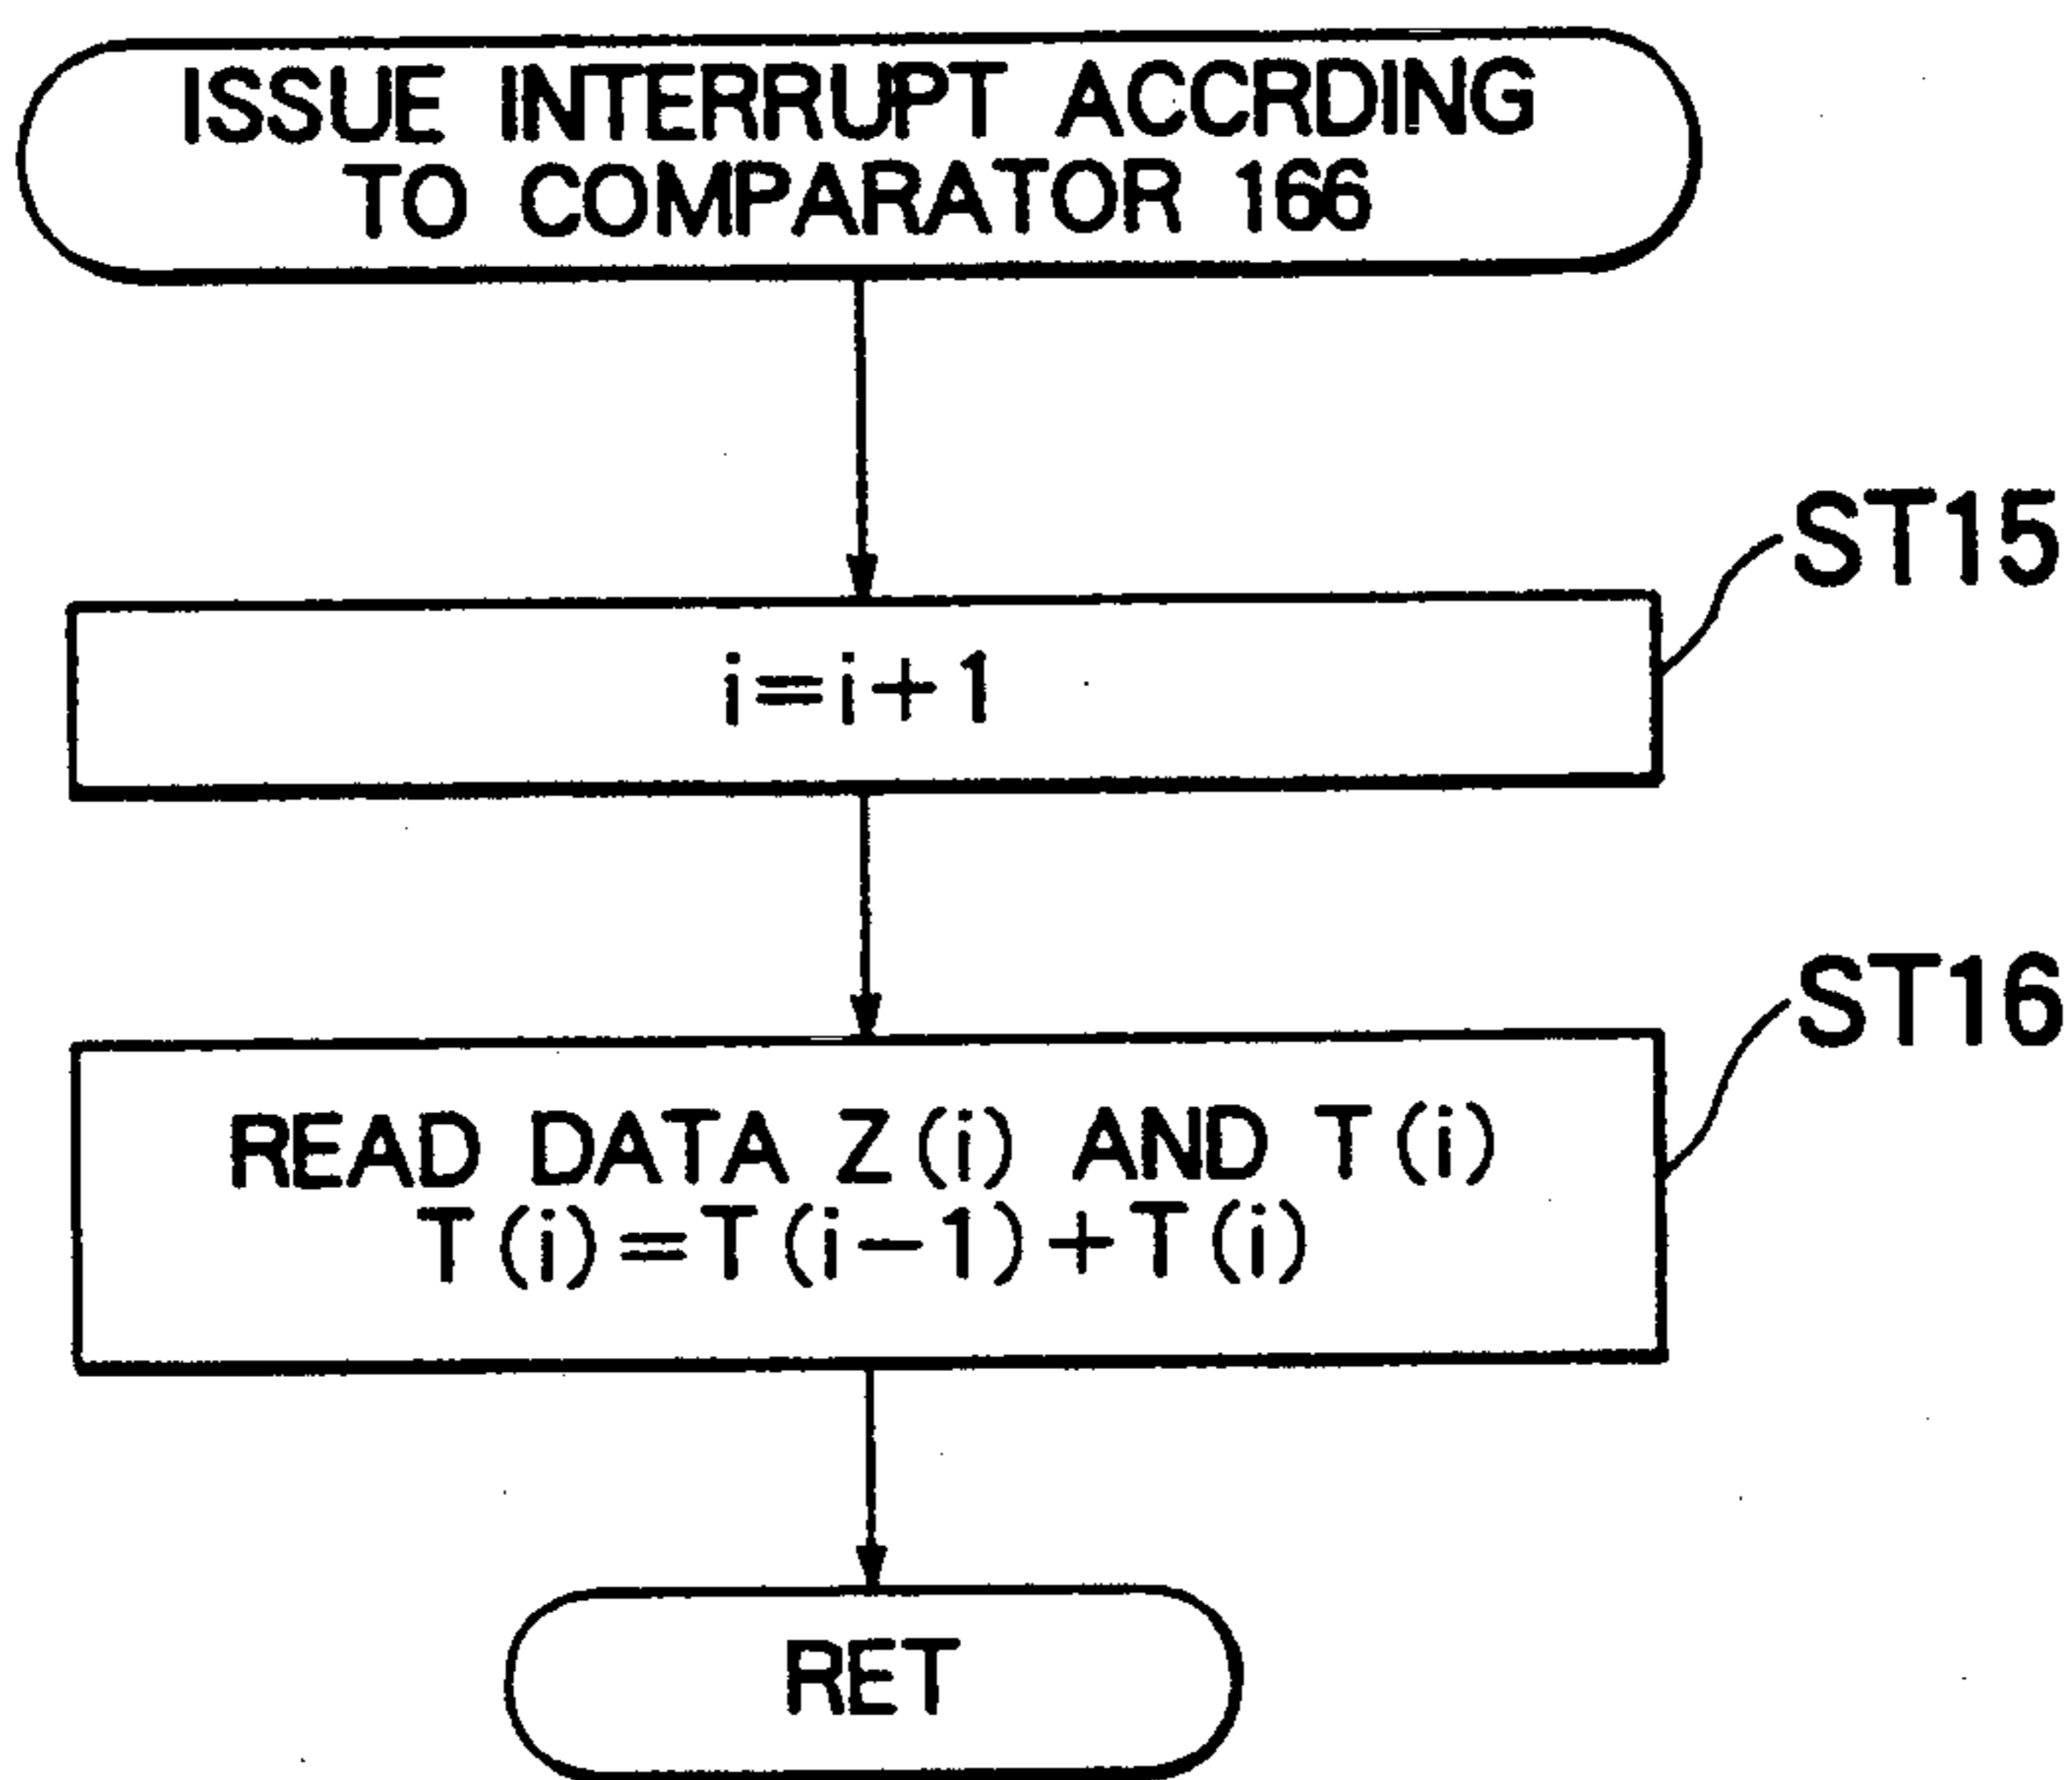 ISSUE INTERRUPT ACCRDING
TO COMPARATOR 166
ST15
i=i+1
ST16
READ DATA Z(i) AND T(i)
T(i)=T(i-1)+T(i)
RET